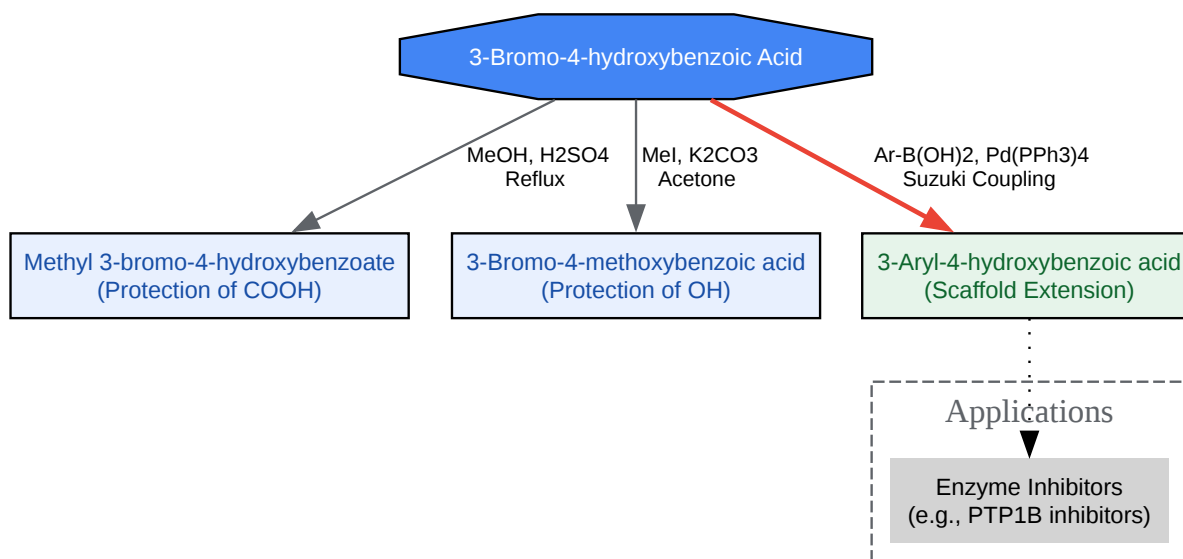 3-Bromo-4-hydroxybenzoic Acid
MeOH, H2SO4
Reflux
MeI, K2CO3
Acetone
Ar-B(OH)2, Pd(PPh3)4
Suzuki Coupling
Methyl 3-bromo-4-hydroxybenzoate
(Protection of COOH)
3-Bromo-4-methoxybenzoic acid
(Protection of OH)
3-Aryl-4-hydroxybenzoic acid
(Scaffold Extension)
Applications
Enzyme Inhibitors
(e.g., PTP1B inhibitors)